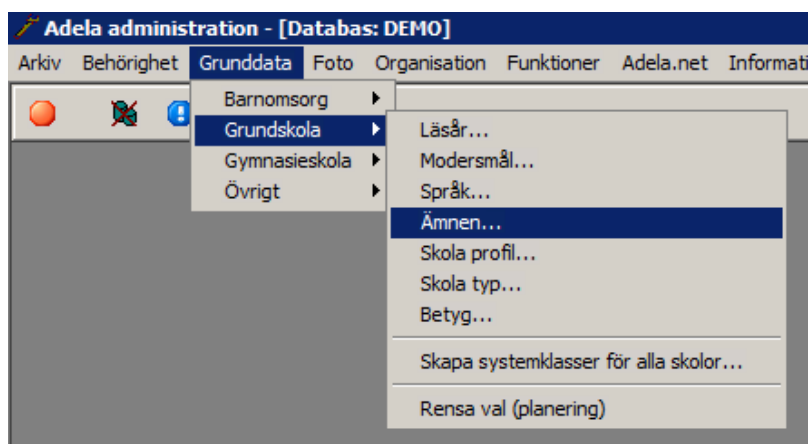 Adela administration - [Databas: DEMO]
Arkiv Behörighet Grunddata Foto Organisation Funktioner Adela.net Informati
Barnomsorg
Grundskola
Gymnasieskola
Övrigt
Läsår...
Modersmål...
Språk...
Ämnen...
Skola profil...
Skola typ...
Betyg...
Skapa systemklasser för alla skolor...
Rensa val (planering)